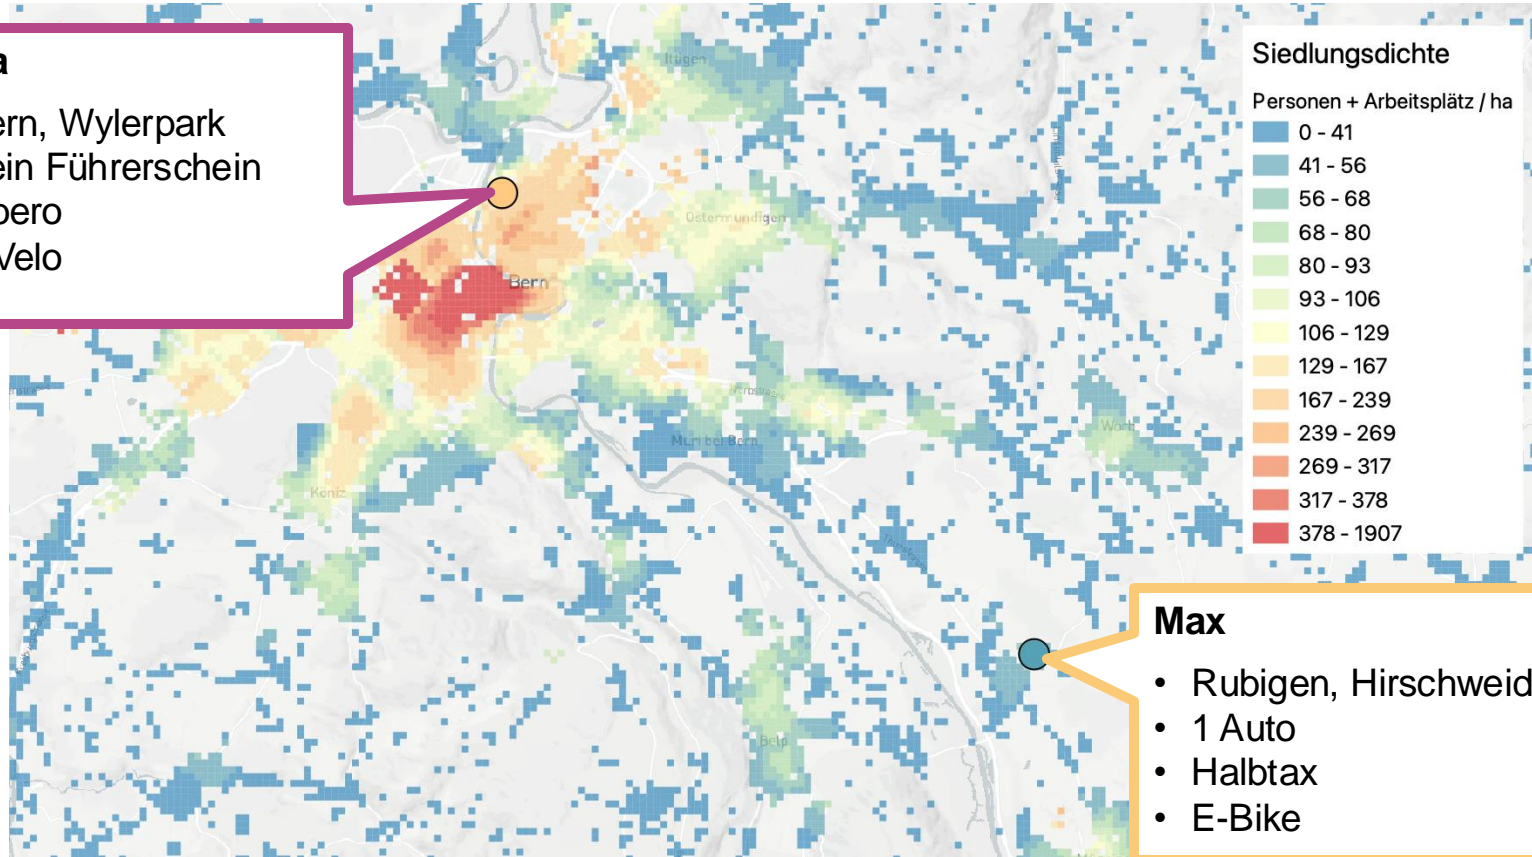 a
ern, Wylerpark
ein Führerschein
bero
Velo
Ittigen
Ostermundigen
Bern
Muri bei Bern
Köniz
Worb
Belp
Siedlungsdichte
Personen + Arbeitsplätz / ha
0 - 41
41 - 56
56 - 68
68 - 80
80 - 93
93 - 106
106 - 129
129 - 167
167 - 239
239 - 269
269 - 317
317 - 378
378 - 1907
Max
• Rubigen, Hirschweid
• 1 Auto
• Halbtax
• E-Bike